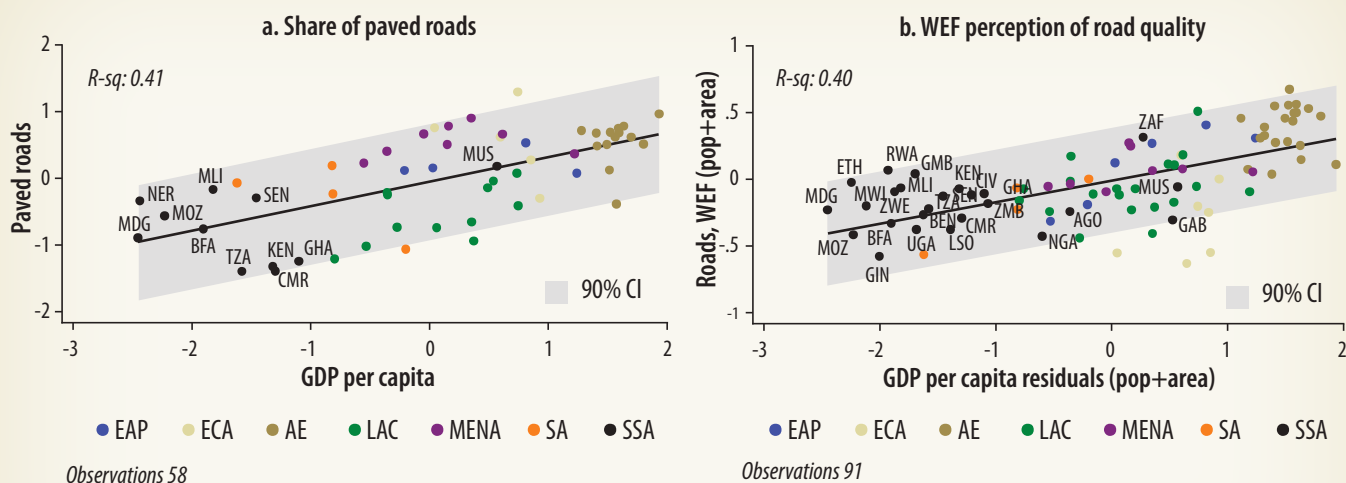 a. Share of paved roads
R-sq: 0.41
Paved roads
2
1
0
-1
-2
NER
MLI
SEN
MDG
MOZ
BFA
TZA
KEN
GHA
CMR
MUS
90% CI
-3 -2 -1 0 1 2
GDP per capita
EAP ECA AE LAC MENA SA SSA
Observations 58
b. WEF perception of road quality
R-sq: 0.40
Roads, WEF (pop+area)
1
.5
0
-.5
-1
ZAF
ETH
RWA
GMB
MDG
MWI
MLI
KEN
CIV
GHA
ZWE
TZA
SEN
ZMB
MUS
MOZ
BFA
BEN
CMR
AGO
GAB
UGA
LSO
NGA
GIN
90% CI
-3 -2 -1 0 1 2
GDP per capita residuals (pop+area)
EAP ECA AE LAC MENA SA SSA
Observations 91